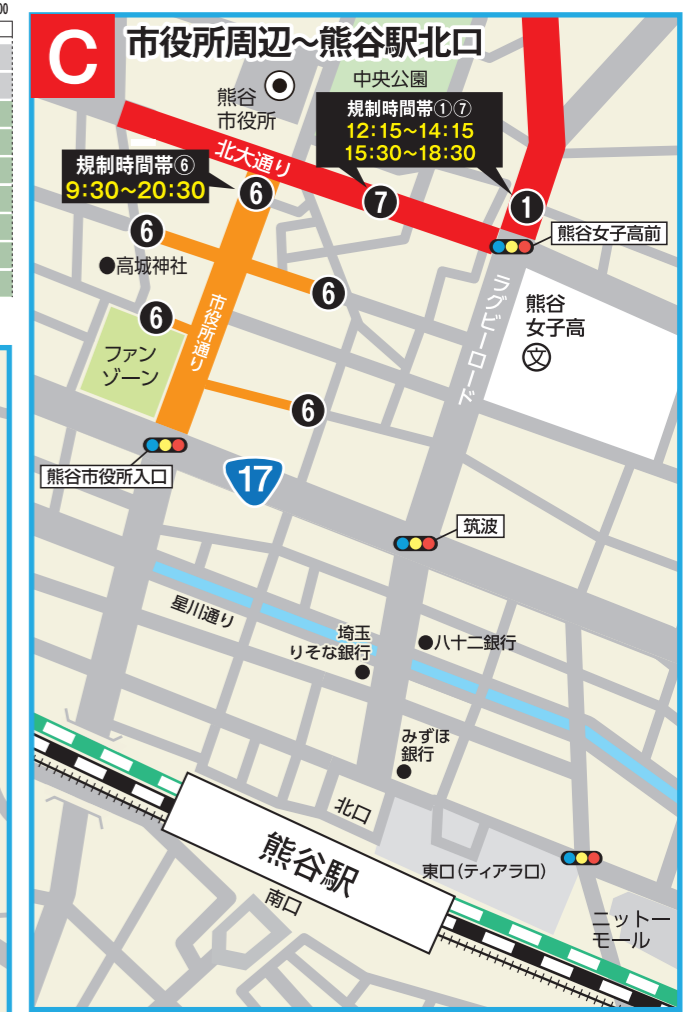 00
C
市役所周辺〜熊谷駅北口
中央公園
熊谷
市役所
規制時間帯①⑦
12:15〜14:15
15:30〜18:30
北大通り
規制時間帯⑥
9:30〜20:30
6
7
1
熊谷女子高前
6
高城神社
6
ラグビーロード
熊谷
女子高
文
6
市役所通り
ファン
ゾーン
6
熊谷市役所入口
17
筑波
星川通り
埼玉
りそな銀行
八十二銀行
みずほ
銀行
北口
熊谷駅
東口(ティアラ口)
南口
ニットー
モール